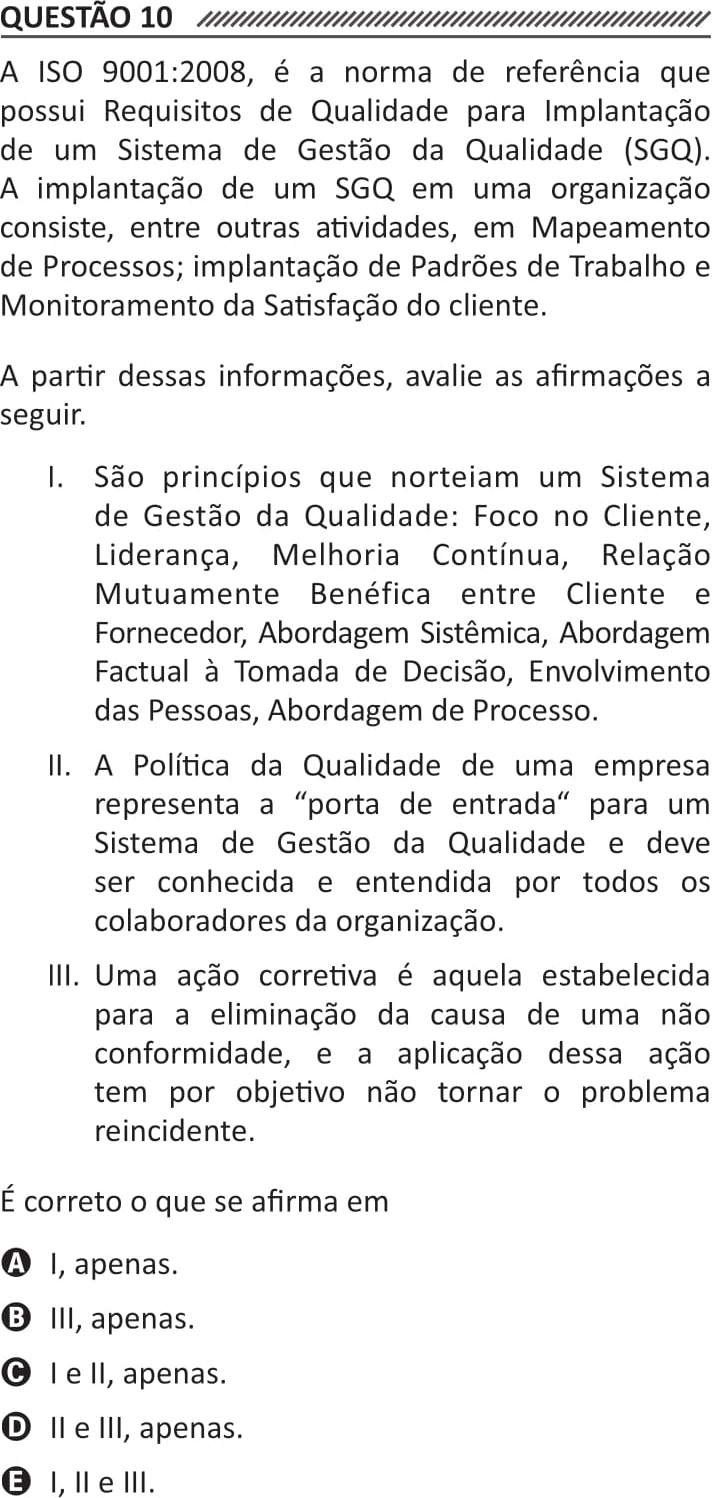 QUESTÃO 10
A ISO 9001:2008, é a norma de referência que
possui Requisitos de Qualidade para Implantação
de um Sistema de Gestão da Qualidade (SGQ).
A implantação de um SGQ em uma organização
consiste, entre outras atividades, em Mapeamento
de Processos; implantação de Padrões de Trabalho e
Monitoramento da Satisfação do cliente.
A partir dessas informações, avalie as afirmações a
seguir.
I. São princípios que norteiam um Sistema
de Gestão da Qualidade: Foco no Cliente,
Liderança, Melhoria Contínua, Relação
Mutuamente Benéfica entre Cliente e
Fornecedor, Abordagem Sistêmica, Abordagem
Factual à Tomada de Decisão, Envolvimento
das Pessoas, Abordagem de Processo.
II. A Política da Qualidade de uma empresa
representa a “porta de entrada“ para um
Sistema de Gestão da Qualidade e deve
ser conhecida e entendida por todos os
colaboradores da organização.
III. Uma ação corretiva é aquela estabelecida
para a eliminação da causa de uma não
conformidade, e a aplicação dessa ação
tem por objetivo não tornar o problema
reincidente.
É correto o que se afirma em
A I, apenas.
B III, apenas.
C I e II, apenas.
D II e III, apenas.
E I, II e III.